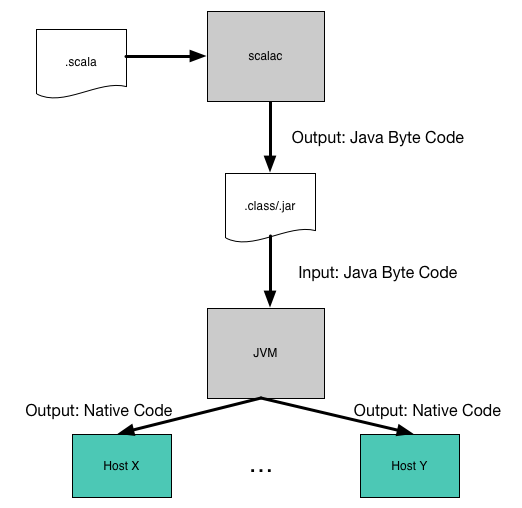 .scala
scalac
Output: Java Byte Code
.class/.jar
Input: Java Byte Code
JVM
Output: Native Code
Output: Native Code
Host X
...
Host Y